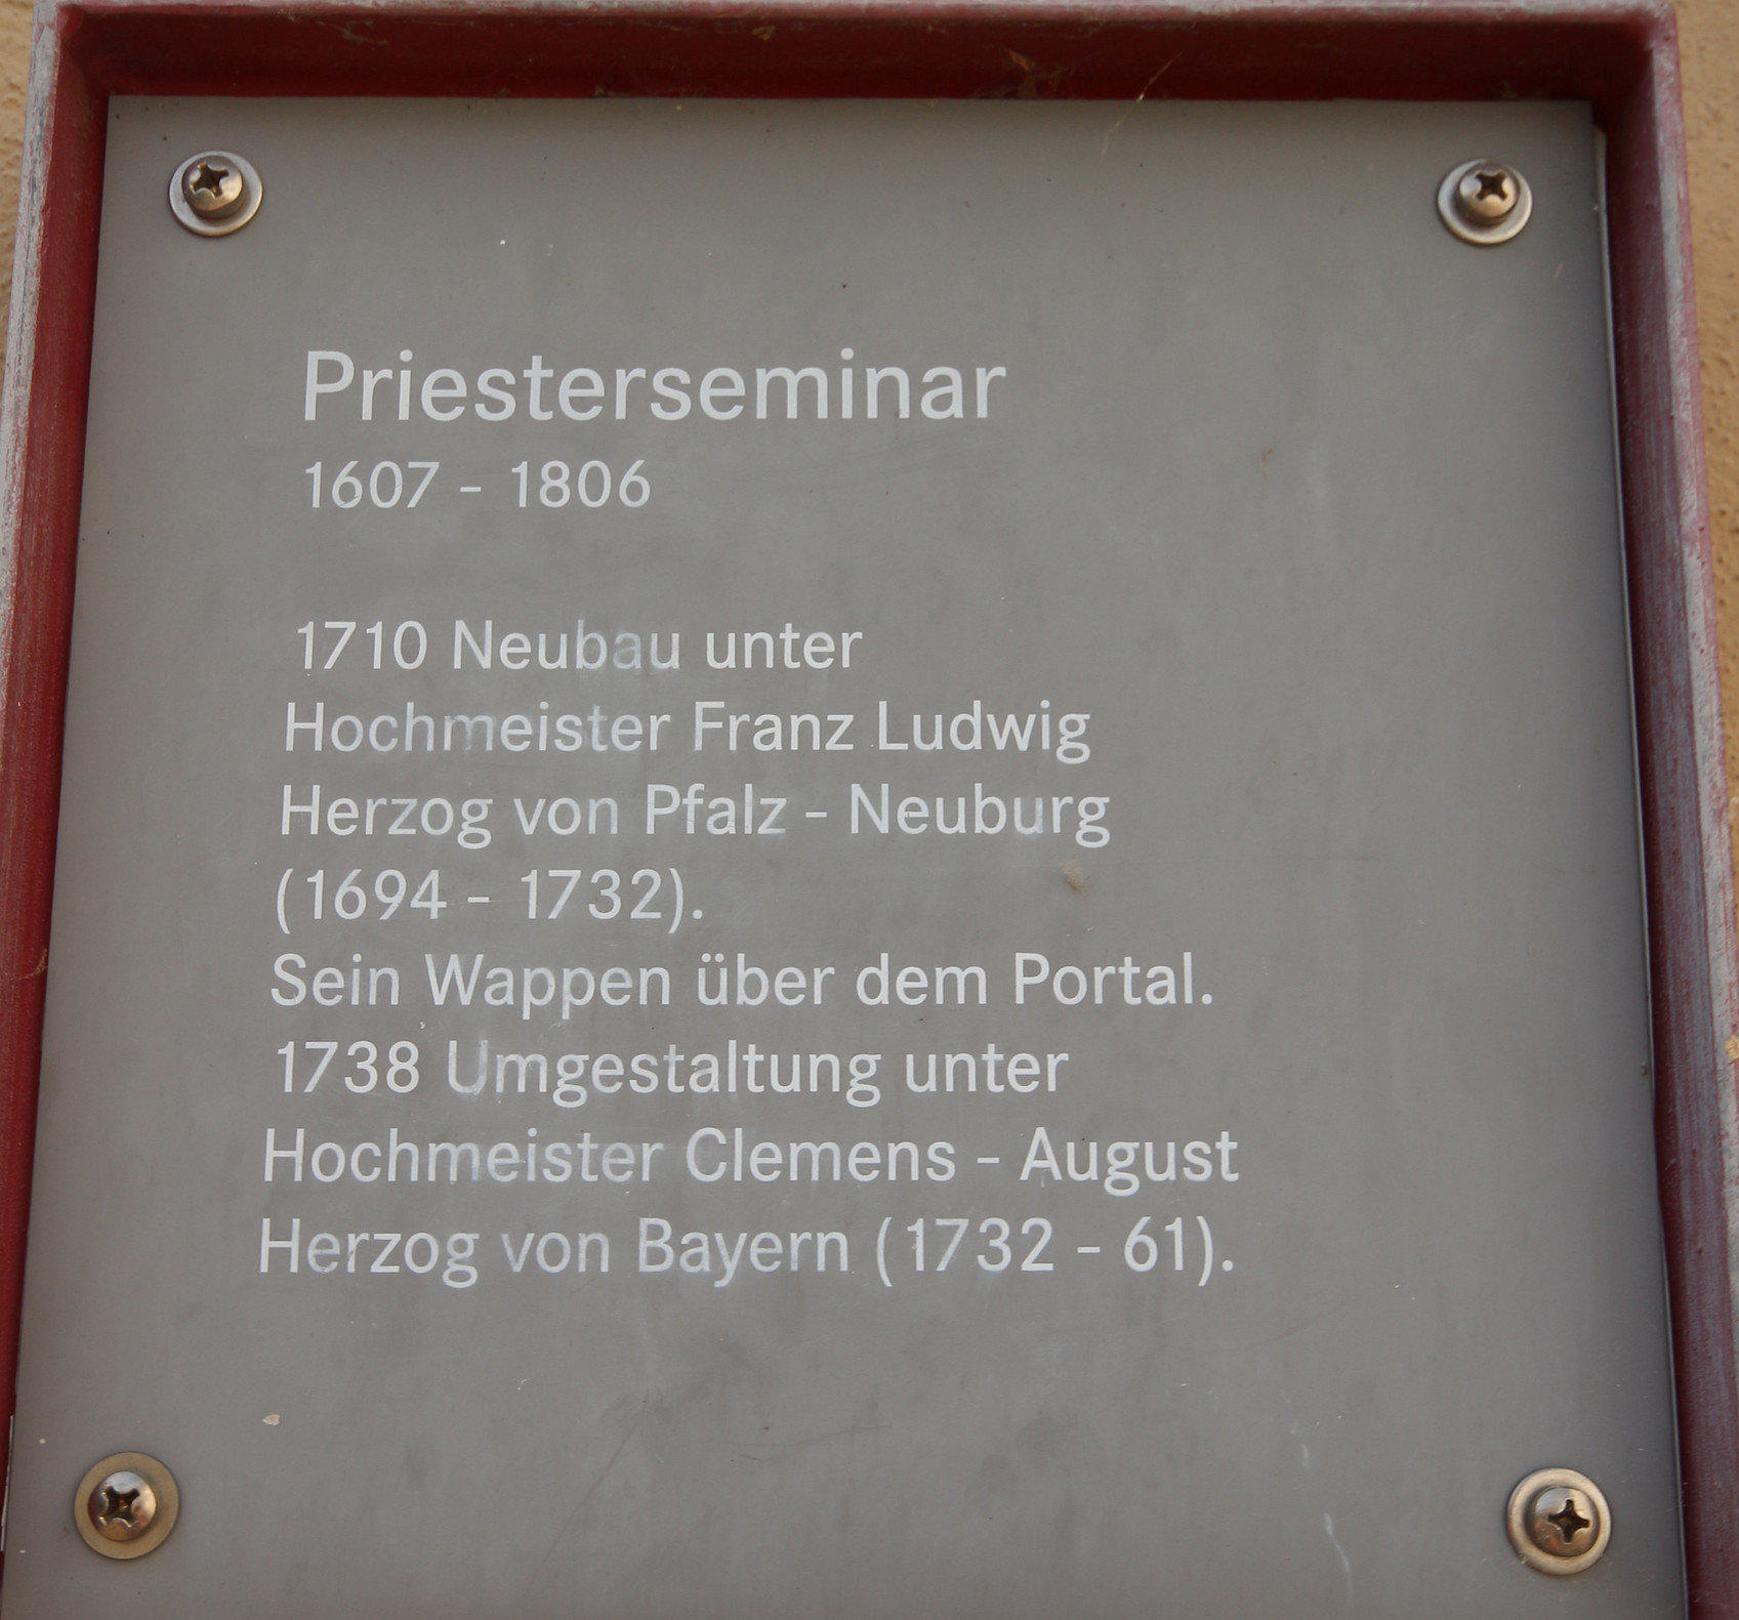 Priesterseminar
1607 - 1806
1710 Neubau unter
Hochmeister Franz Ludwig
Herzog von Pfalz - Neuburg
(1694 - 1732).
Sein Wappen über dem Portal.
1738 Umgestaltung unter
Hochmeister Clemens - August
Herzog von Bayern (1732 - 61).